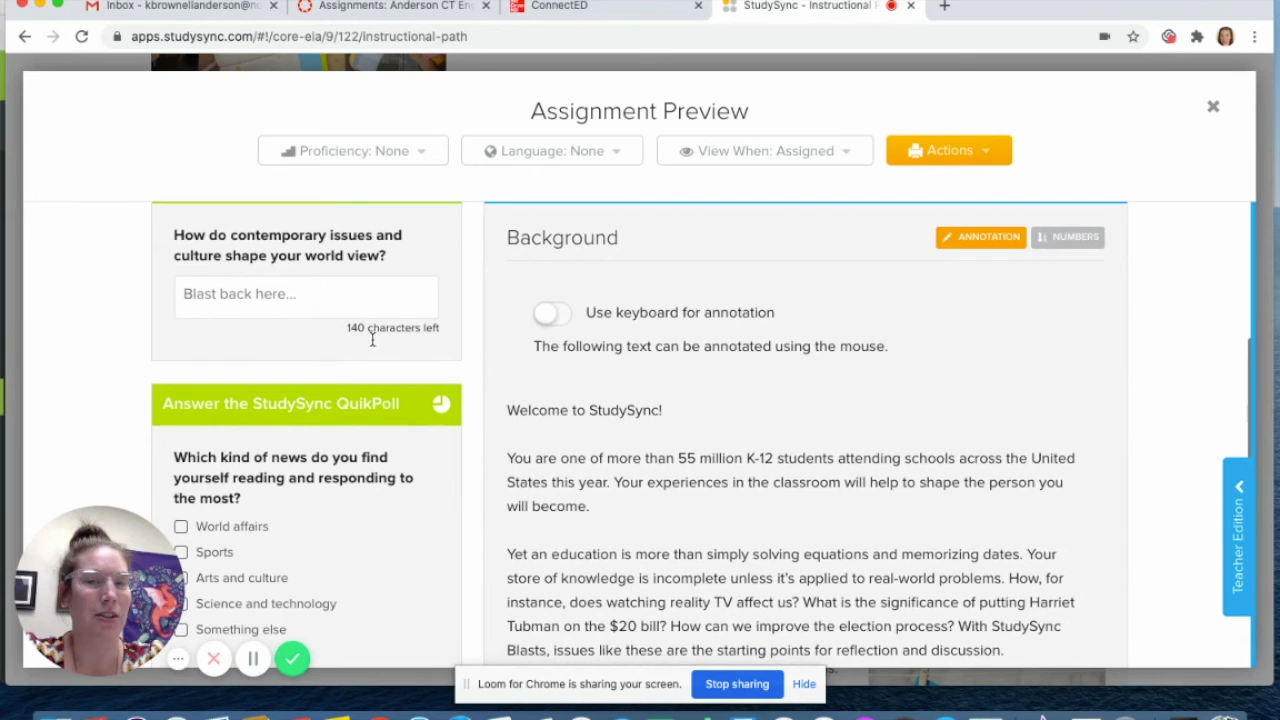 Inbox - kbrownellanderson@n
Assignments: Anderson CT En
ConnectED
StudySync - Instructional P
apps.studysync.com/#!/core-ela/9/122/instructional-path
Assignment Preview
Proficiency: None
Language: None
View When: Assigned
Actions
How do contemporary issues and
culture shape your world view?
Blast back here...
140 characters left
Answer the StudySync QuikPoll
Which kind of news do you find
yourself reading and responding to
the most?
World affairs
Sports
Arts and culture
Science and technology
Something else
Background
ANNOTATION
NUMBERS
Use keyboard for annotation
The following text can be annotated using the mouse.
Welcome to StudySync!
You are one of more than 55 million K-12 students attending schools across the United
States this year. Your experiences in the classroom will help to shape the person you
will become.
Yet an education is more than simply solving equations and memorizing dates. Your
store of knowledge is incomplete unless it's applied to real-world problems. How, for
instance, does watching reality TV affect us? What is the significance of putting Harriet
Tubman on the $20 bill? How can we improve the election process? With StudySync
Blasts, issues like these are the starting points for reflection and discussion.
Teacher Edition
Loom for Chrome is sharing your screen.
Stop sharing
Hide